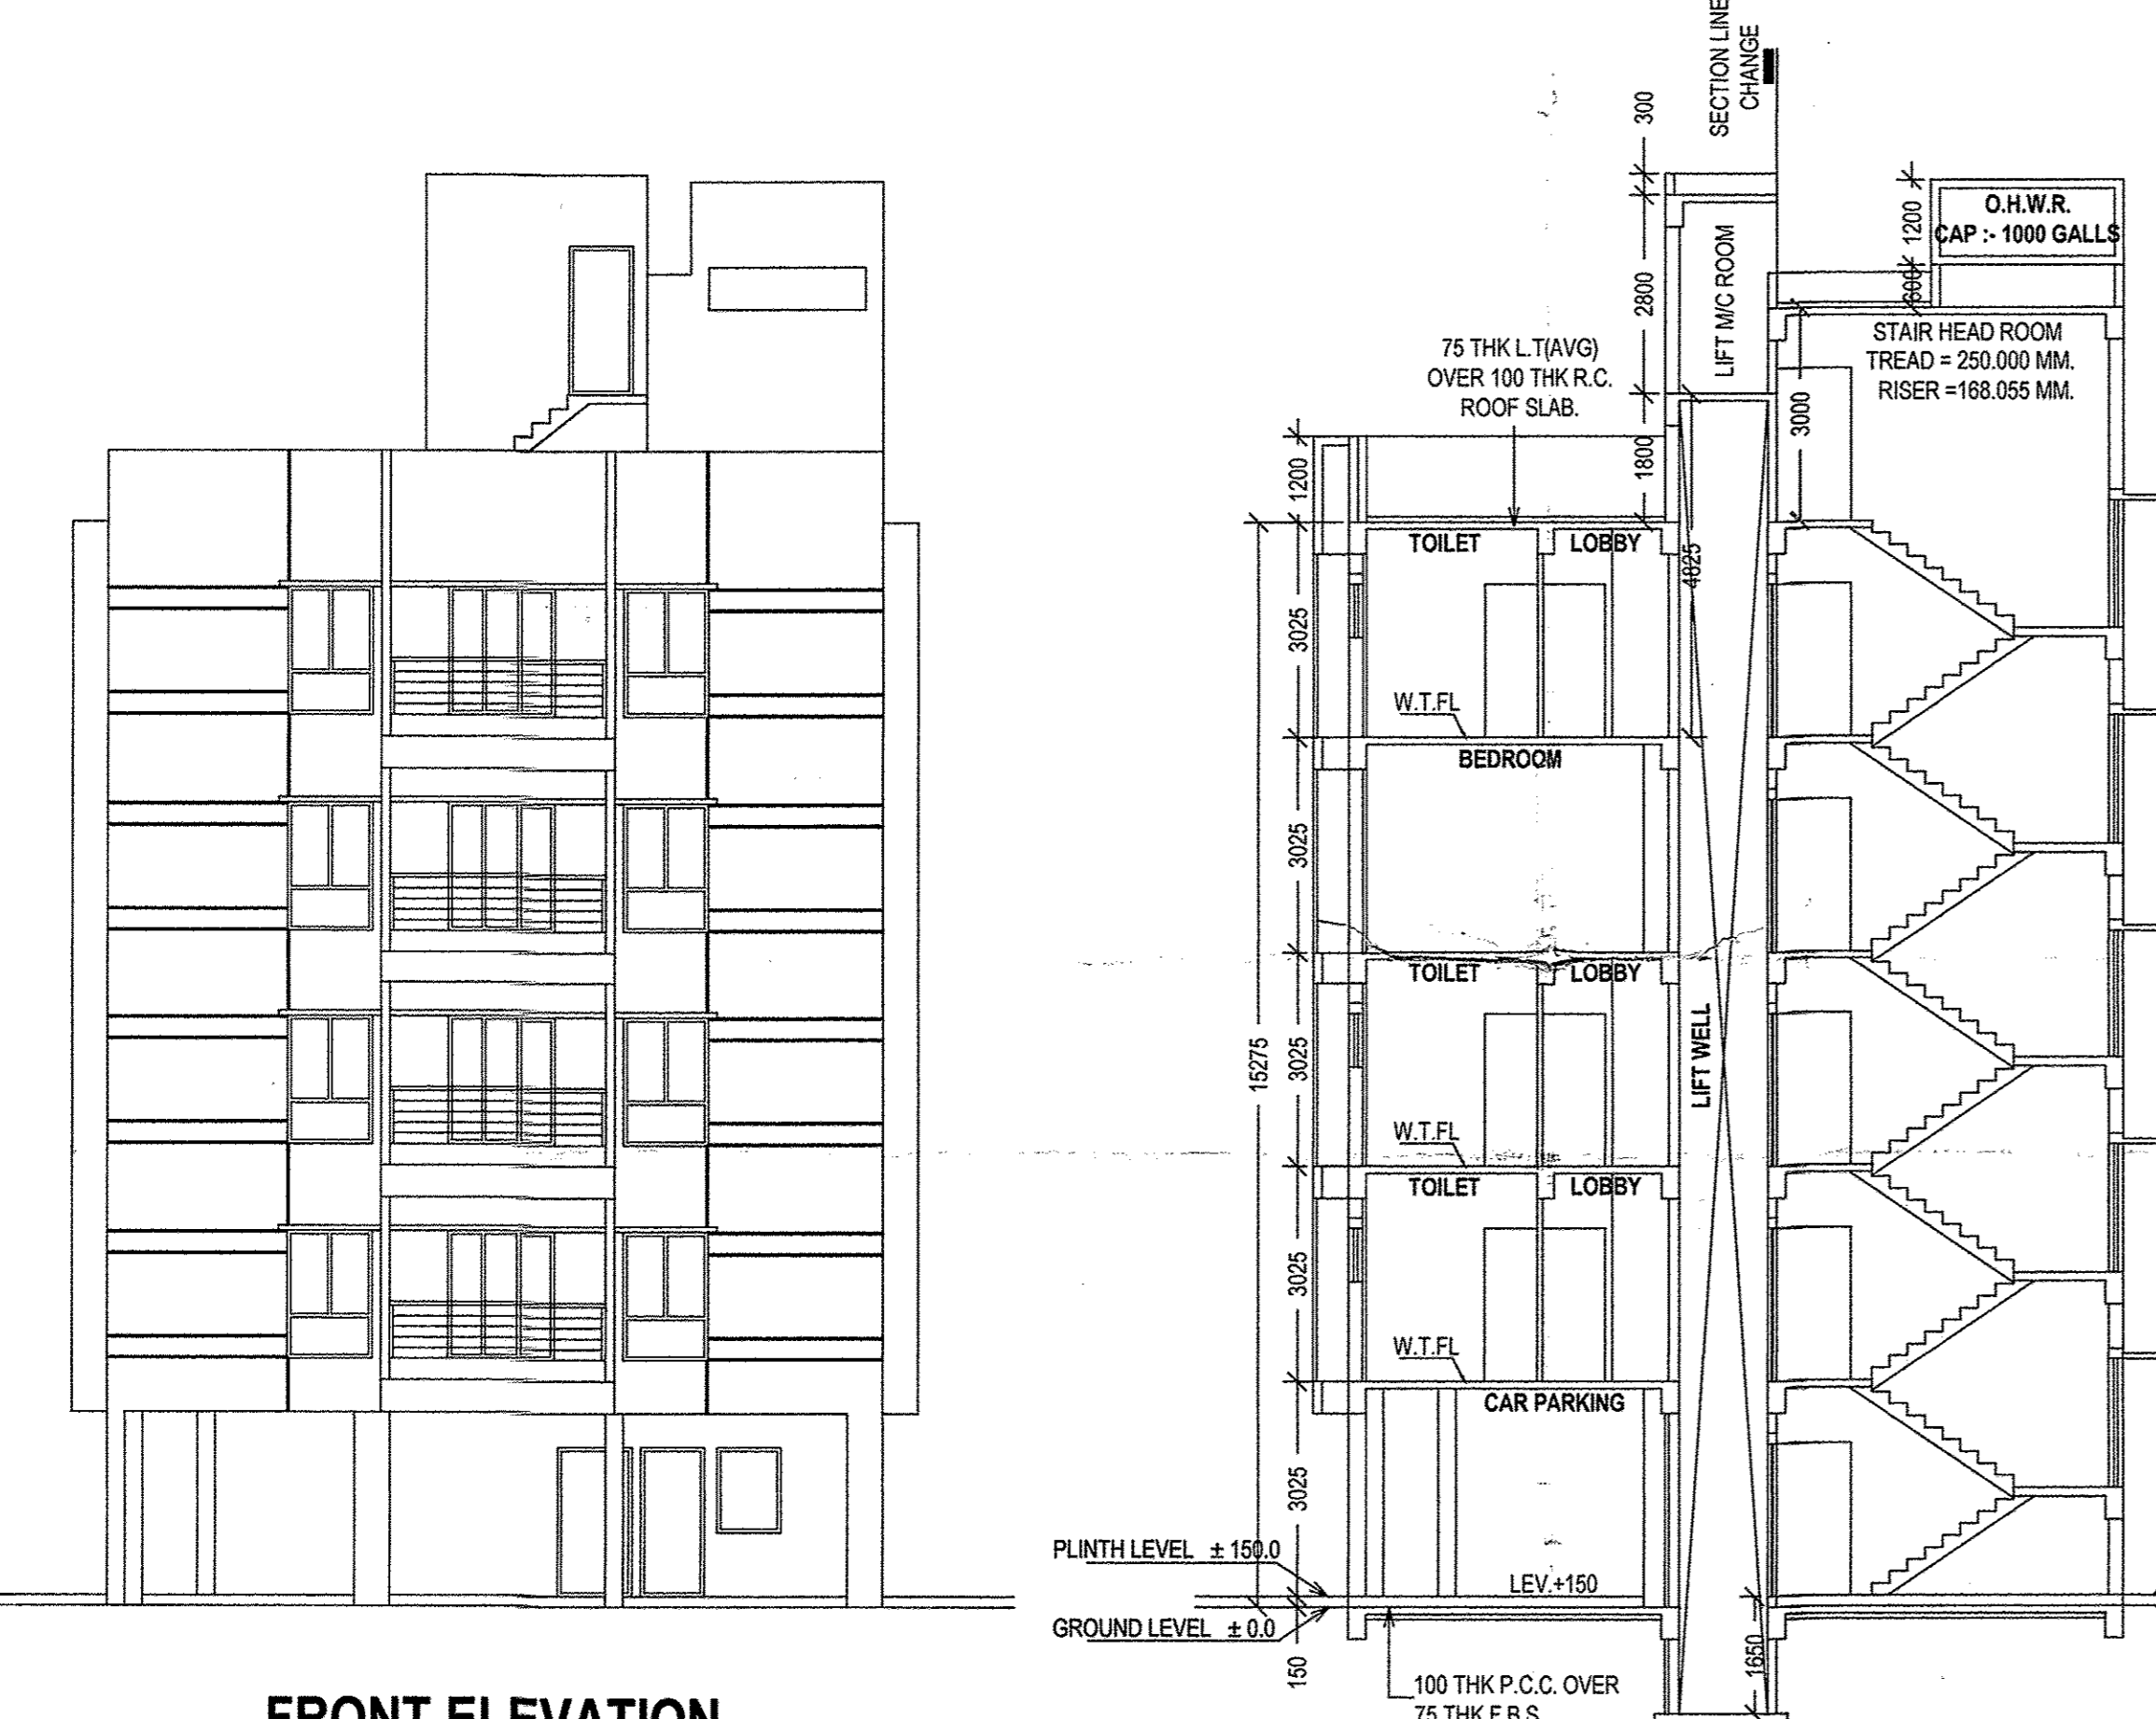 SECTION LINE
CHANGE
300
2800
1800
LIFT M/C ROOM
1200
600
O.H.W.R.
CAP :- 1000 GALLS
STAIR HEAD ROOM
TREAD = 250.000 MM.
RISER =168.055 MM.
3000
75 THK L.T(AVG)
OVER 100 THK R.C.
ROOF SLAB.
1200
TOILET
LOBBY
4825
3025
W.T.FL
BEDROOM
3025
TOILET
LOBBY
15275
3025
LIFT WELL
W.T.FL
TOILET
LOBBY
3025
W.T.FL
CAR PARKING
3025
PLINTH LEVEL ± 150.0
LEV.+150
GROUND LEVEL ± 0.0
150
1650
100 THK P.C.C. OVER
75 THK F.B.S.
FRONT ELEVATION